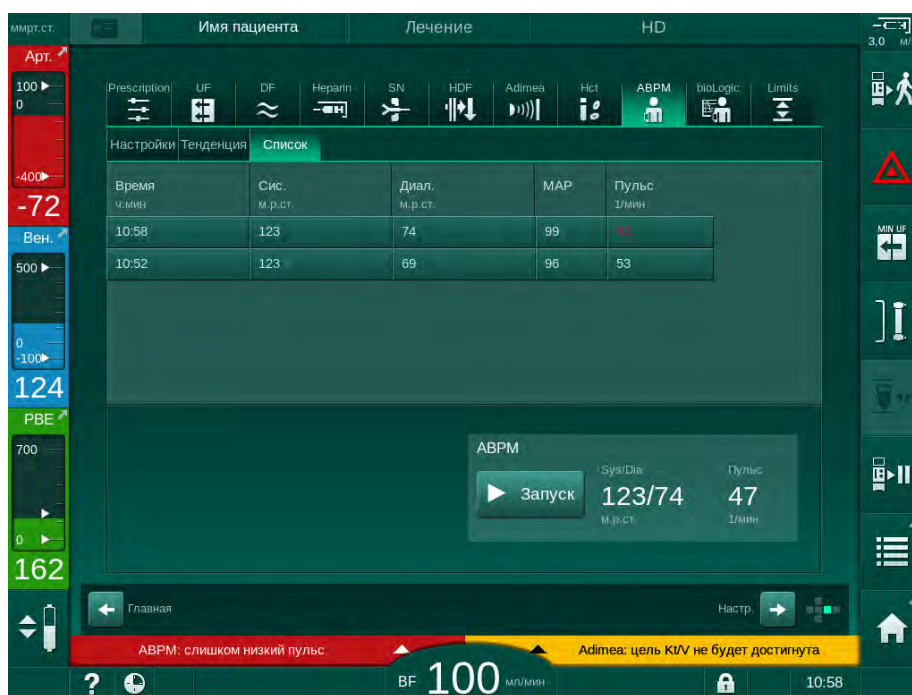 ммрт.ст.
Имя пациента
Лечение
HD
3,0 м/
Арт.
100
0
-400
-72
Вен.
500
0
-100
124
PBE
700
0
162
Prescription
UF
DF
Heparin
SN
HDF
Adimea
Hct
ABPM
bioLogic
Limits
Настройки
Тенденция
Список
Время
Сис.
Диал.
MAP
Пульс
ч:мин
м.р.ст.
м.р.ст.
1/мин
10:58
123
74
99
47
10:52
123
69
96
53
ABPM
Запуск
Sys/Dia
Пульс
123/74
47
м.р.ст.
1/мин
MIN UF
Главная
Настр.
ABPM: слишком низкий пульс
Adimea: цель Kt/V не будет достигнута
?
BF 100 мл/мин
10:58